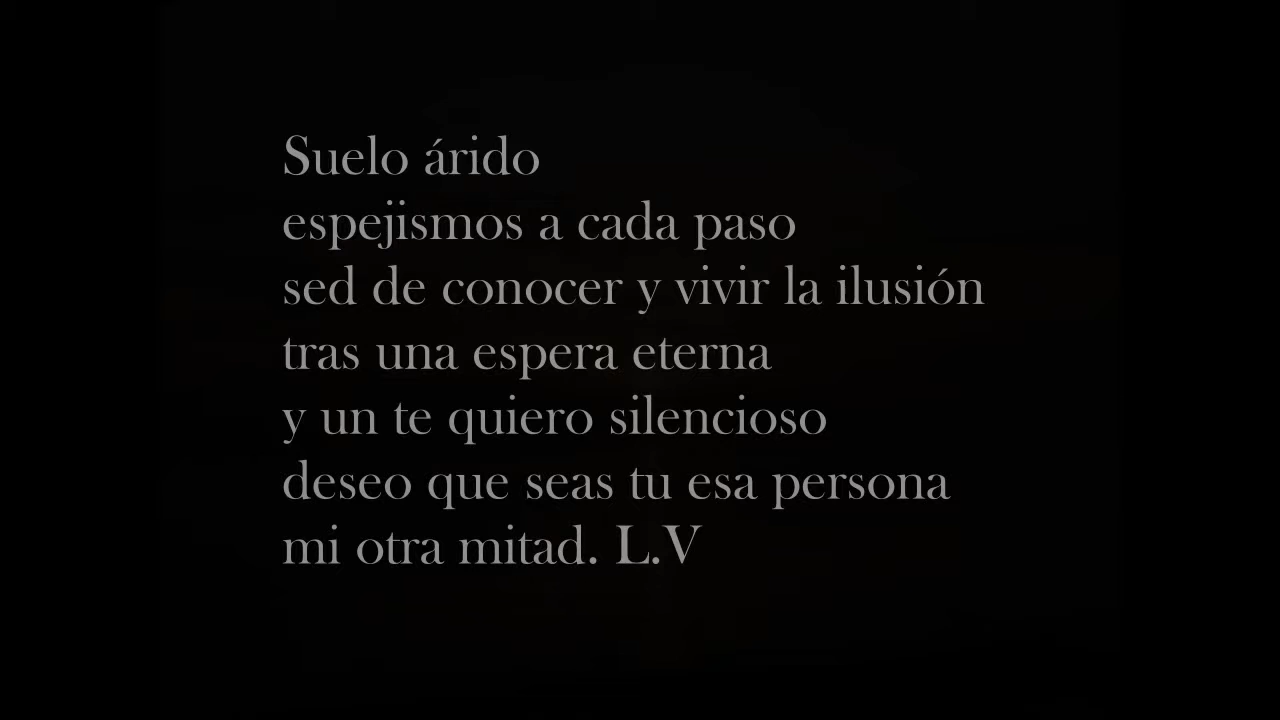 Suelo árido
espejismos a cada paso
sed de conocer y vivir la ilusión
tras una espera eterna
y un te quiero silencioso
deseo que seas tu esa persona
mi otra mitad. L.V